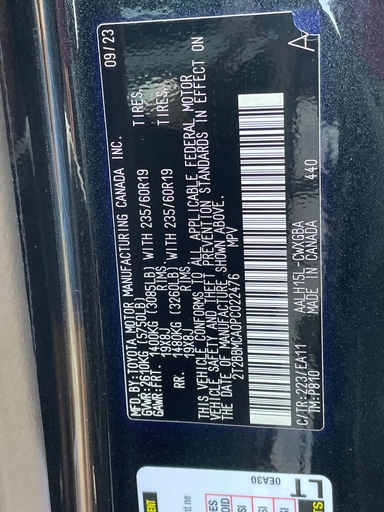 MFD. BY:TOYOTA MOTOR MANUFACTURING CANADA INC. 09/23
GVWR:2610KG (5750LB)
GAWR:FRT. 1400KG (3085LB) WITH 235/60R19 TIRES,
19X8J RIMS
RR. 1480KG (3260LB) WITH 235/60R19 TIRES,
19X8J RIMS
THIS VEHICLE CONFORMS TO ALL APPLICABLE FEDERAL MOTOR
VEHICLE SAFETY AND THEFT PREVENTION STANDARDS IN EFFECT ON
THE DATE OF MANUFACTURE SHOWN ABOVE.
2T2BBMCA0PC022476 MPV
C/TR:223/EA11 AALH15L-CWXGBA
TM:P810 MADE IN CANADA 440
A
0EA30
LT